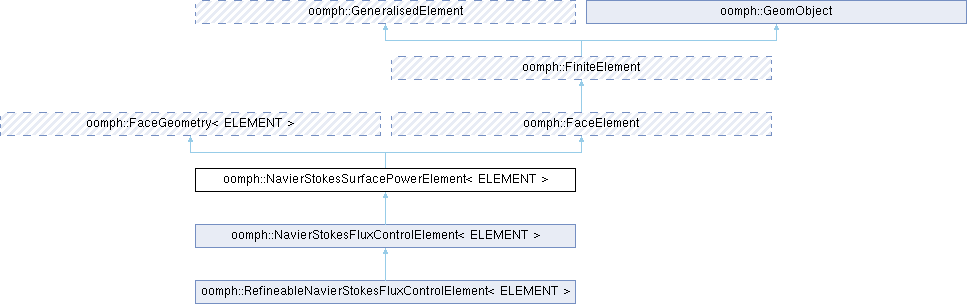 oomph::GeneralisedElement
oomph::GeomObject
oomph::FiniteElement
oomph::FaceGeometry< ELEMENT >
oomph::FaceElement
oomph::NavierStokesSurfacePowerElement< ELEMENT >
oomph::NavierStokesFluxControlElement< ELEMENT >
oomph::RefineableNavierStokesFluxControlElement< ELEMENT >